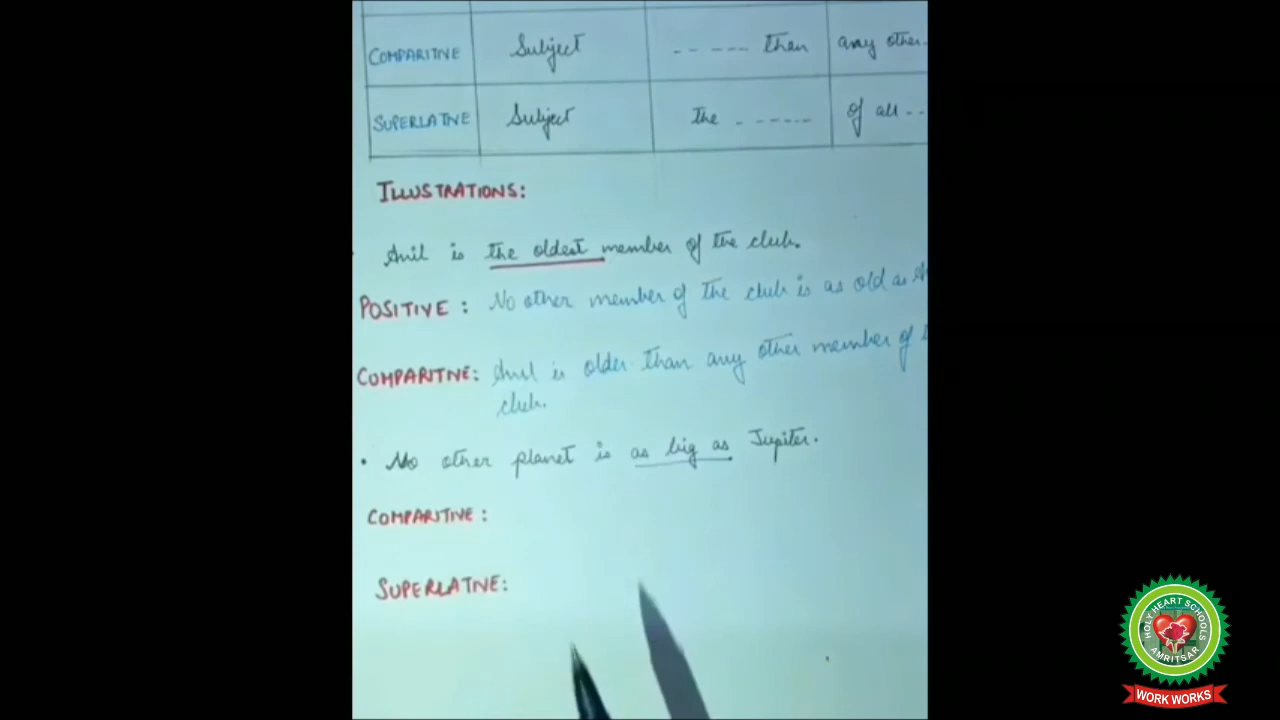 COMPARITIVE Subject ------ than any other.
SUPERLATIVE Subject the ------ of all --
ILLUSTRATIONS:
Anil is the oldest member of the club.
POSITIVE: No other member of the club is as old as
COMPARITIVE: Anil is older than any other member of
club.
• No other planet is as big as Jupiter.
COMPARITIVE:
SUPERLATIVE:
HOLY HEART SCHOOLS
AMRITSAR
WORK WORKS